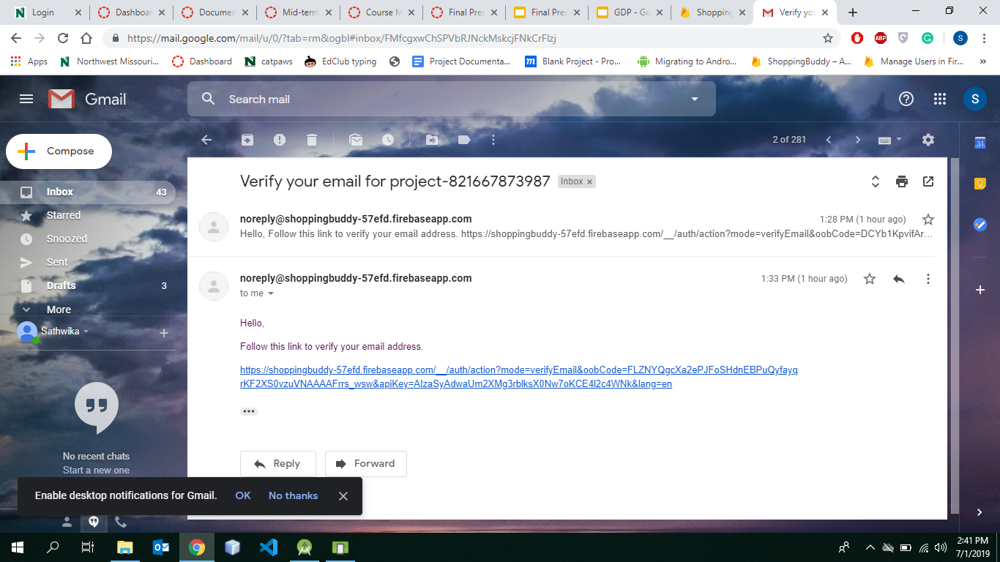 Login
Dashboar
Documen
Mid-term
Course M
Final Pres
Final Pres
GDP - Go
Shopping
Verify you
https://mail.google.com/mail/u/0/?tab=rm&ogbl#inbox/FMfcgxwChSPVbRJNckMskcjFNkCrFlzj
ABP
S
Apps
Northwest Missouri...
Dashboard
catpaws
EdClub typing
Project Documenta...
Blank Project - Pro...
Migrating to Andro...
ShoppingBuddy – A...
Manage Users in Fir...
»
Gmail
Search mail
S
2 of 281
31
Compose
Inbox 43
Starred
Snoozed
Sent
Drafts 3
More
Sathwika
No recent chats
Start a new one
Verify your email for project-821667873987
Inbox ×
noreply@shoppingbuddy-57efd.firebaseapp.com
1:28 PM (1 hour ago)
Hello, Follow this link to verify your email address. https://shoppingbuddy-57efd.firebaseapp.com/__/auth/action?mode=verifyEmail&oobCode=DCYb1KpvifAr...
noreply@shoppingbuddy-57efd.firebaseapp.com
1:33 PM (1 hour ago)
to me
Hello,
Follow this link to verify your email address.
https://shoppingbuddy-57efd.firebaseapp.com/__/auth/action?mode=verifyEmail&oobCode=FLZNYQgcXa2ePJFoSHdnEBPuQyfayq
rKF2XS0vzuVNAAAAFrrs_wsw&apiKey=AIzaSyAdwaUm2XMg3rbIksX0Nw7oKCE4l2c4WNk&lang=en
Reply
Forward
Enable desktop notifications for Gmail.
OK
No thanks
2:41 PM
7/1/2019